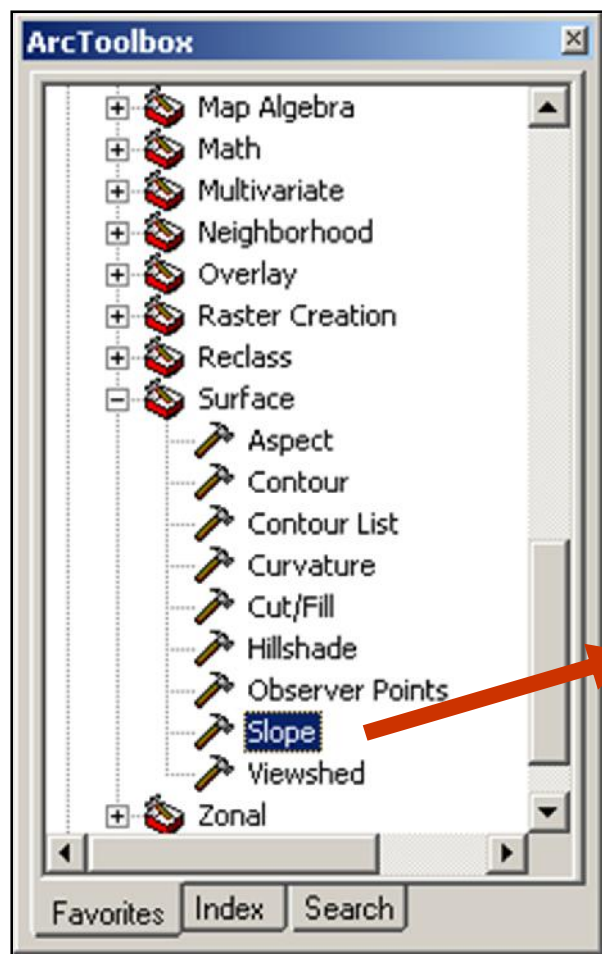 ArcToolbox
Map Algebra
Math
Multivariate
Neighborhood
Overlay
Raster Creation
Reclass
Surface
Aspect
Contour
Contour List
Curvature
Cut/Fill
Hillshade
Observer Points
Slope
Viewshed
Zonal
Favorites Index Search